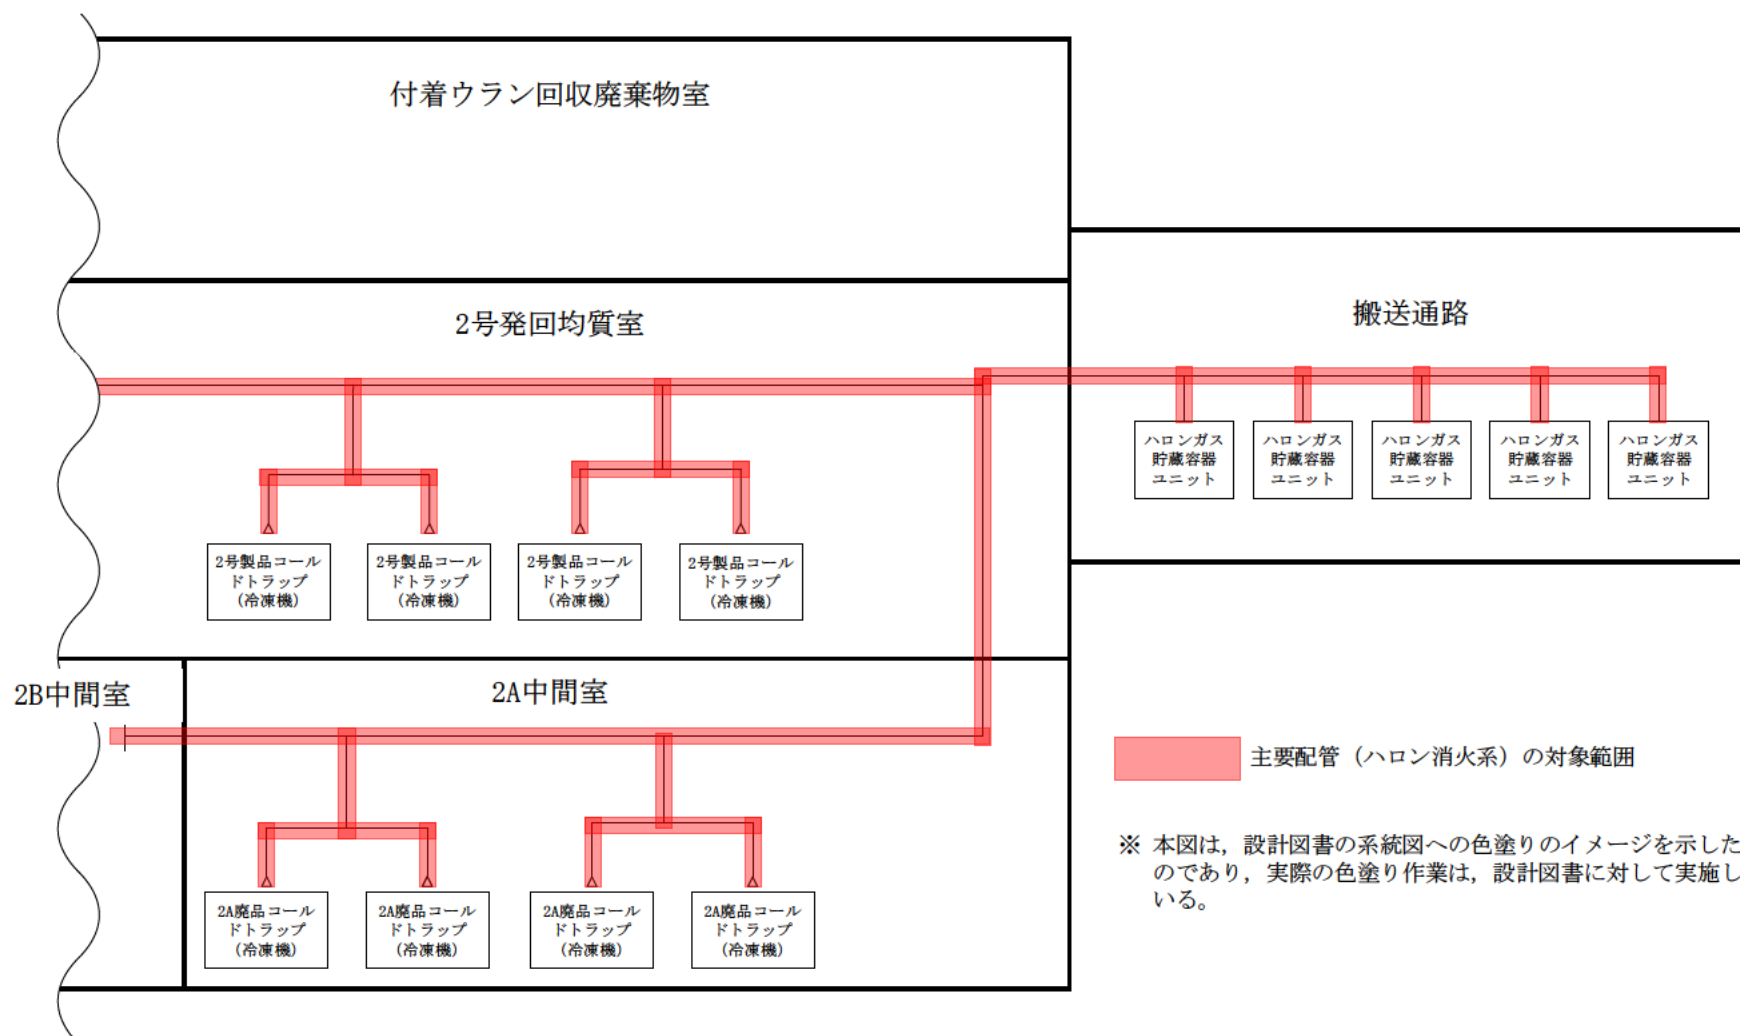 付着ウラン回収廃棄物室
2号発回均質室
搬送通路
ハロンガス
貯蔵容器
ユニット
ハロンガス
貯蔵容器
ユニット
ハロンガス
貯蔵容器
ユニット
ハロンガス
貯蔵容器
ユニット
ハロンガス
貯蔵容器
ユニット
2号製品コール
ドトラップ
(冷凍機)
2号製品コール
ドトラップ
(冷凍機)
2号製品コール
ドトラップ
(冷凍機)
2号製品コール
ドトラップ
(冷凍機)
2B中間室
2A中間室
2A廃品コール
ドトラップ
(冷凍機)
2A廃品コール
ドトラップ
(冷凍機)
2A廃品コール
ドトラップ
(冷凍機)
2A廃品コール
ドトラップ
(冷凍機)
主要配管（ハロン消火系）の対象範囲
※ 本図は，設計図書の系統図への色塗りのイメージを示した
のであり，実際の色塗り作業は，設計図書に対して実施し
いる。